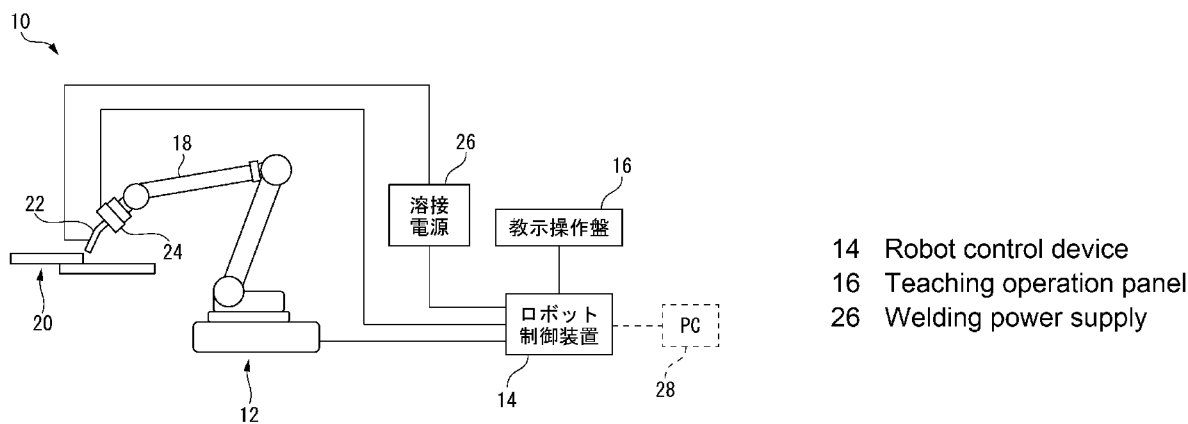 10
18
26
16
22
溶接
電源
教示操作盤
24
20
ロボット
制御装置
PC
12
14
28
14 Robot control device
16 Teaching operation panel
26 Welding power supply